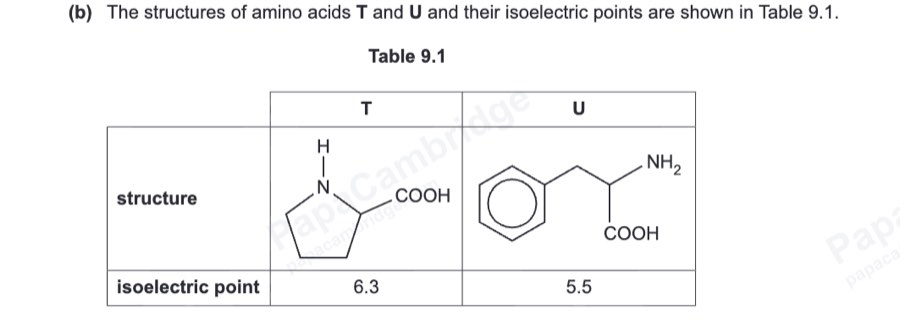 (b) The structures of amino acids T and U and their isoelectric points are shown in Table 9.1.
Table 9.1
T U
structure
H
N
COOH
NH₂
COOH
isoelectric point 6.3 5.5
PapaCambridge